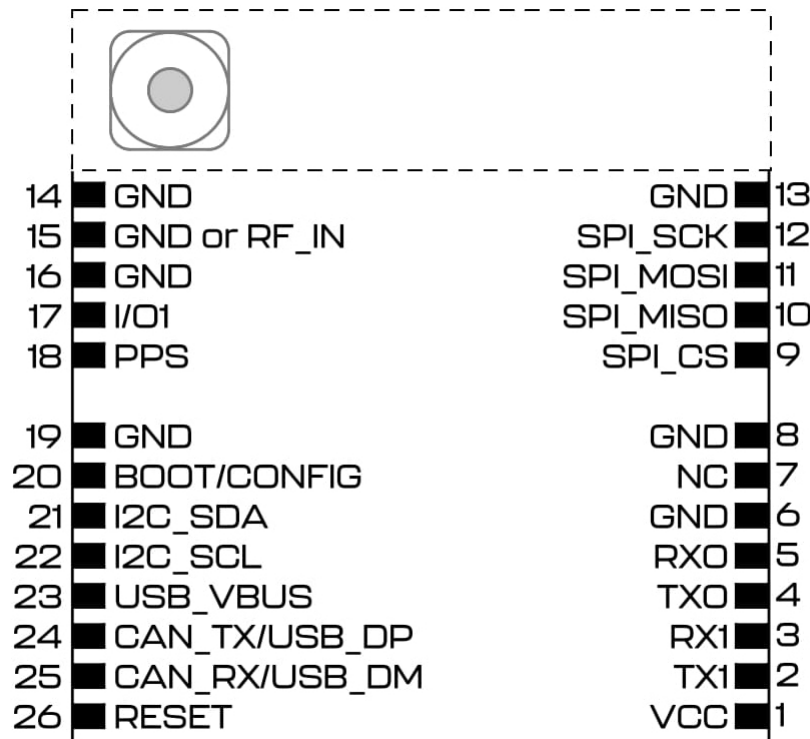 14 GND GND 13
15 GND or RF_IN SPI_SCK 12
16 GND SPI_MOSI 11
17 I/O1 SPI_MISO 10
18 PPS SPI_CS 9
19 GND GND 8
20 BOOT/CONFIG NC 7
21 I2C_SDA GND 6
22 I2C_SCL RX0 5
23 USB_VBUS TX0 4
24 CAN_TX/USB_DP RX1 3
25 CAN_RX/USB_DM TX1 2
26 RESET VCC 1